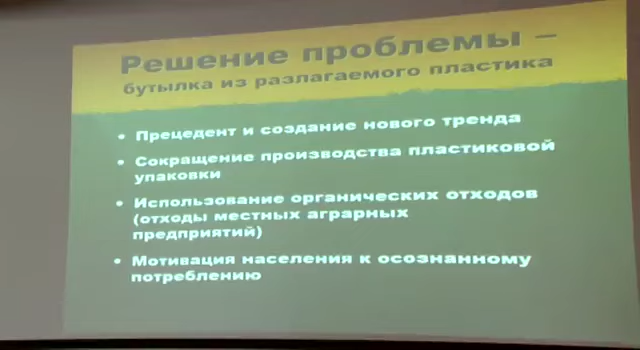 Решение проблемы –
бутылка из разлагаемого пластика
• Прецедент и создание нового тренда
• Сокращение производства пластиковой
упаковки
• Использование органических отходов
(отходы местных аграрных
предприятий)
• Мотивация населения к осознанному
потреблению